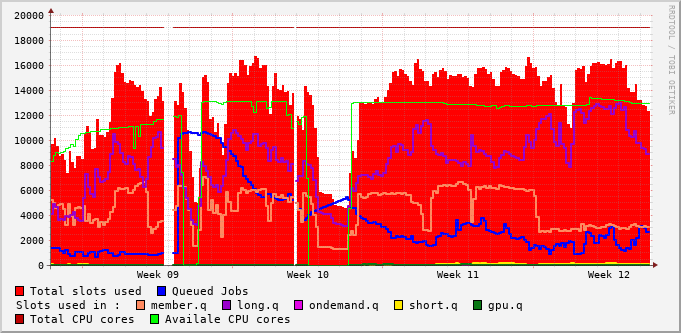 20000
18000
16000
14000
12000
10000
8000
6000
4000
2000
0
Week 09 Week 10 Week 11 Week 12
Total slots used Queued Jobs
Slots used in : member.q long.q ondemand.q short.q gpu.q
Total CPU cores Availale CPU cores
RRDTOOL / TOBI OETIKER